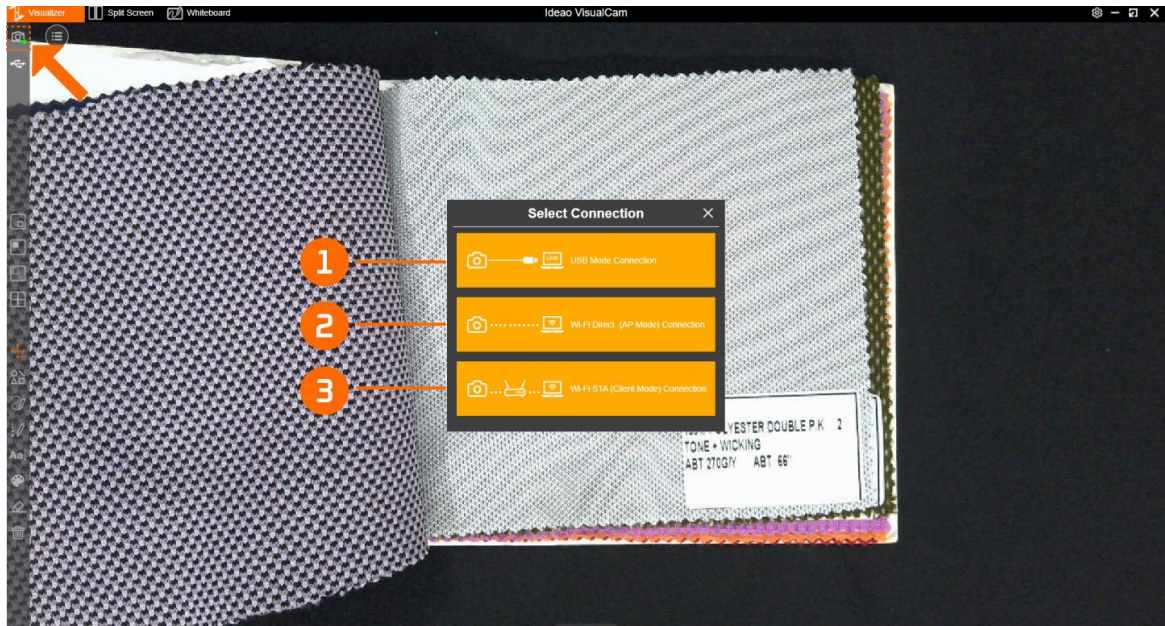 Visualizer
Split Screen
Whiteboard
Ideao VisualCam
Select Connection
1
USB
USB Mode Connection
2
Wi-Fi Direct (AP Mode) Connection
3
Wi-Fi STA (Client Mode) Connection
Aa
YESTER DOUBLE P.K 2
TONE + WICKING
ABT 270G/Y ABT 66"